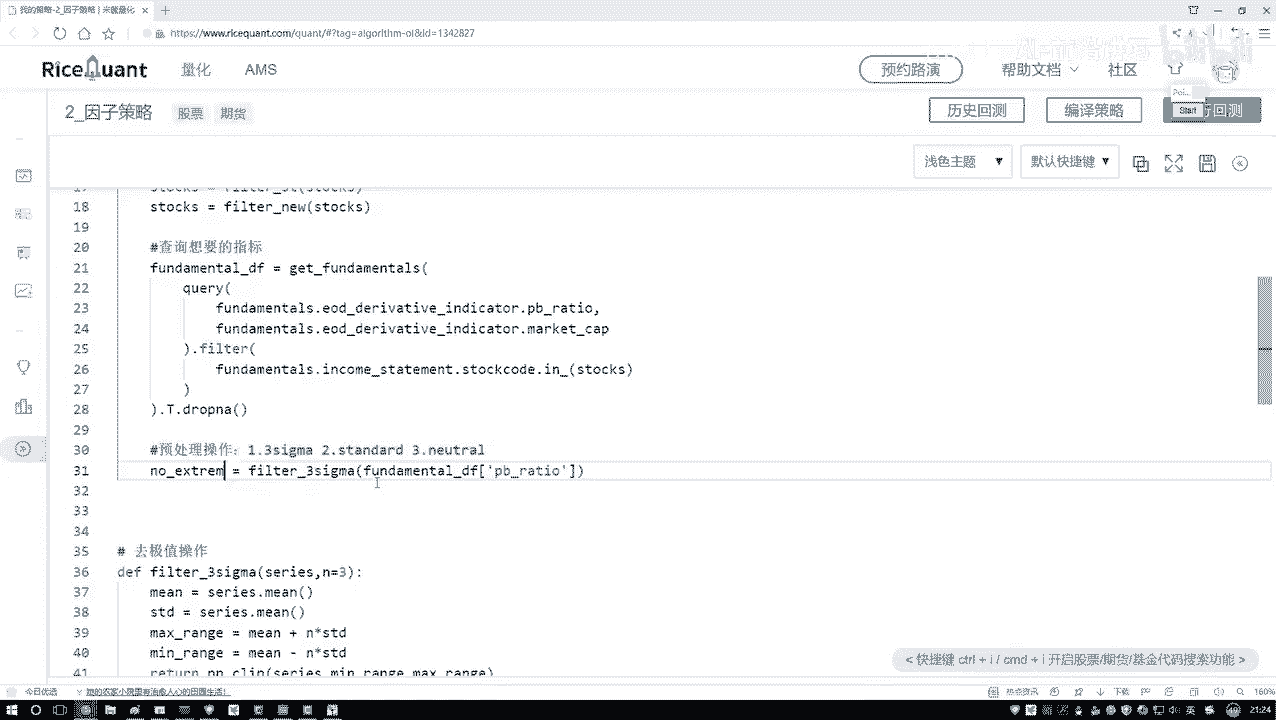 我的策略-2_因子策略 | 米筐量化
https://www.ricequant.com/quant/#?tag=algorithm-ol&id=1342827
RiceQuant 量化 AMS 预约路演 帮助文档 社区
2_因子策略 股票 期货 历史回测 编译策略 回测
Start
浅色主题 默认快捷键
18 stocks = filter_new(stocks)
19
20 #查询想要的指标
21 fundamental_df = get_fundamentals(
22 query(
23 fundamentals.eod_derivative_indicator.pb_ratio,
24 fundamentals.eod_derivative_indicator.market_cap
25 ).filter(
26 fundamentals.income_statement.stockcode.in_(stocks)
27 )
28 ).T.dropna()
29
30 #预处理操作：1.3sigma 2.standard 3.neutral
31 no_extrem = filter_3sigma(fundamental_df['pb_ratio'])
32
33
34
35 # 去极值操作
36 def filter_3sigma(series,n=3):
37 mean = series.mean()
38 std = series.mean()
39 max_range = mean + n*std
40 min_range = mean - n*std
41 return np.clip(series,min_range,max_range)
< 快捷键 ctrl + i / cmd + i 开启股票/期货/基金代码搜索功能 >
今日优选 热点资讯 下载 160%
英 21:24